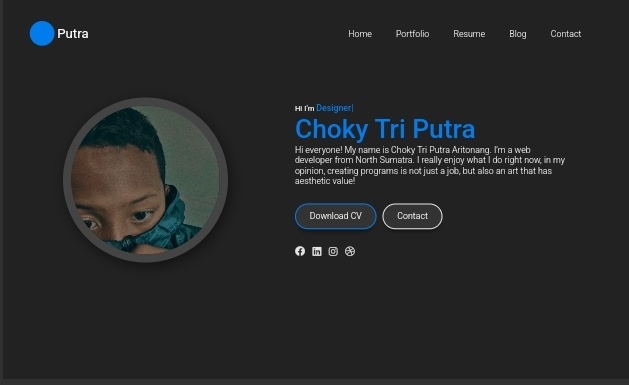 Putra
Home Portfolio Resume Blog Contact
Hi I'm Designer|
Choky Tri Putra
Hi everyone! My name is Choky Tri Putra Aritonang. I'm a web
developer from North Sumatra. I really enjoy what I do right now, in my
opinion, creating programs is not just a job, but also an art that has
aesthetic value!
Download CV Contact